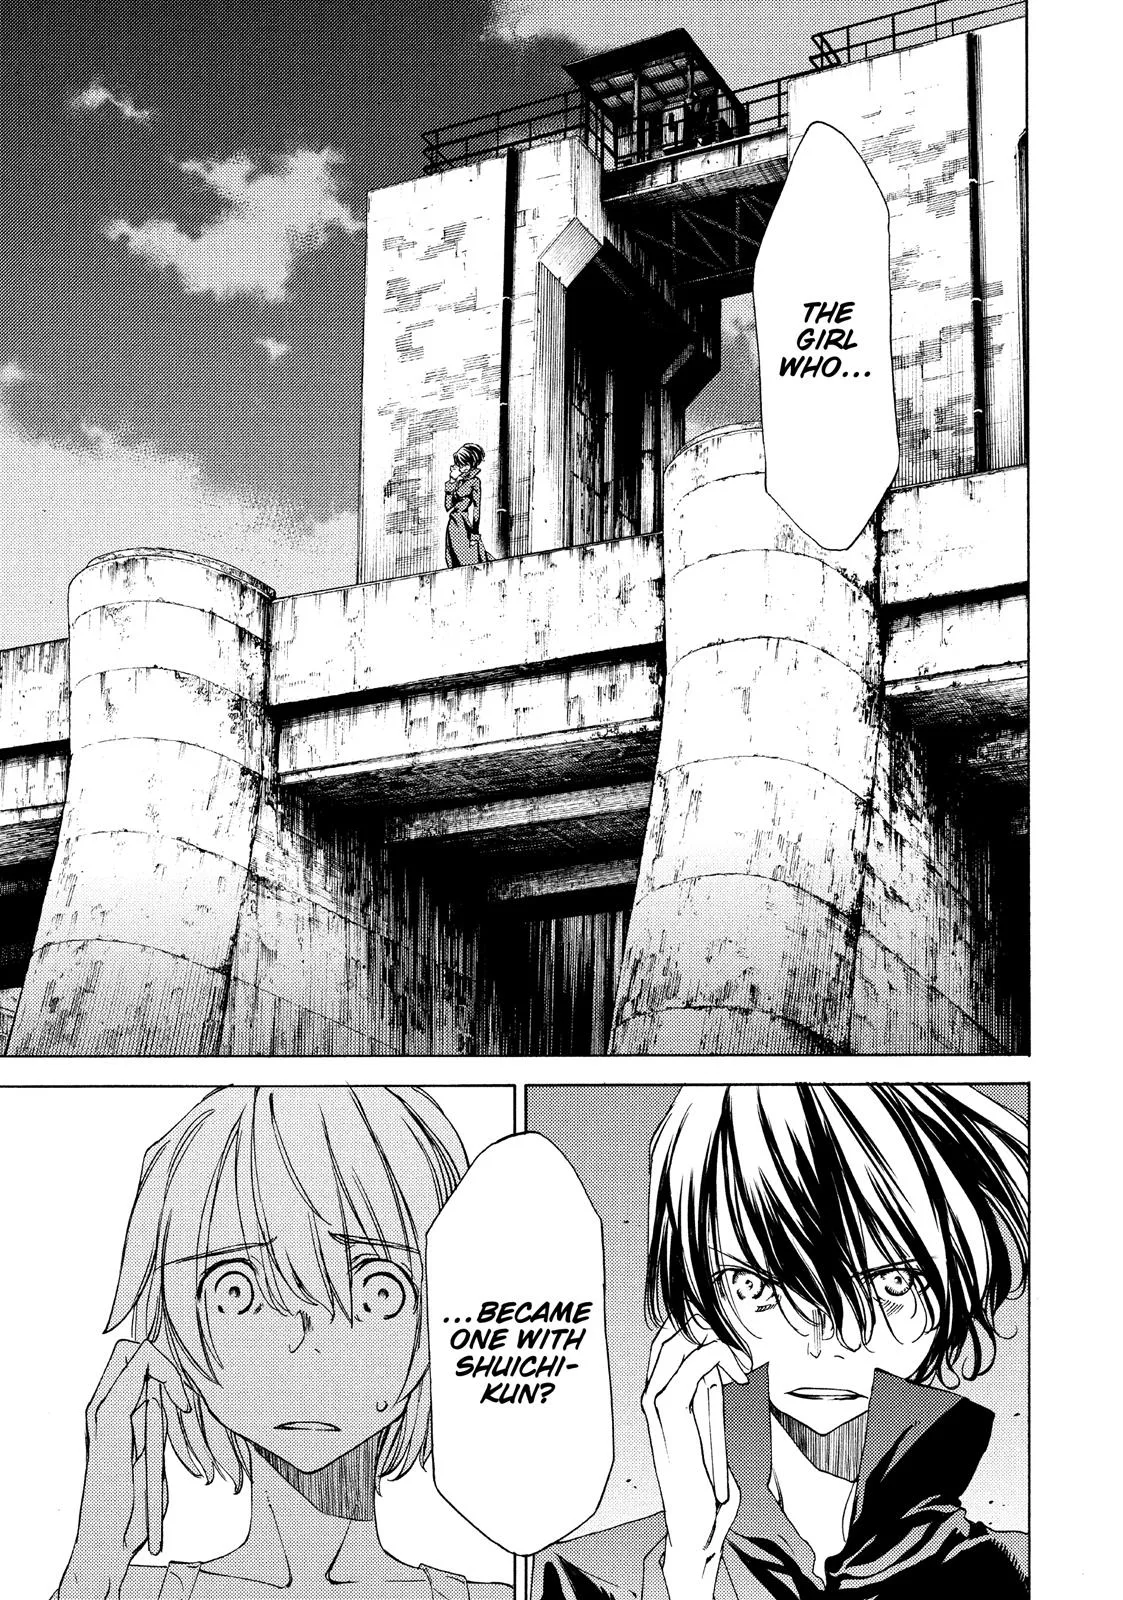 THE
GIRL
WHO...
...BECAME
ONE WITH
SHUICHI-
KUN?